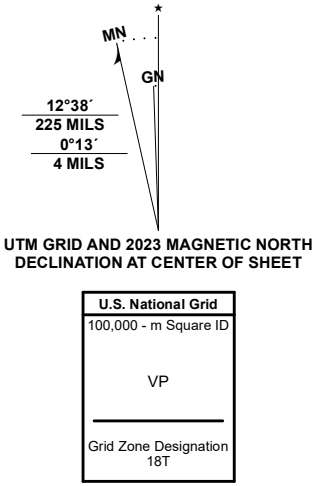 ★
MN
GN
12°38´
225 MILS
0°13´
4 MILS
UTM GRID AND 2023 MAGNETIC NORTH
DECLINATION AT CENTER OF SHEET
U.S. National Grid
100,000 - m Square ID
VP
Grid Zone Designation
18T